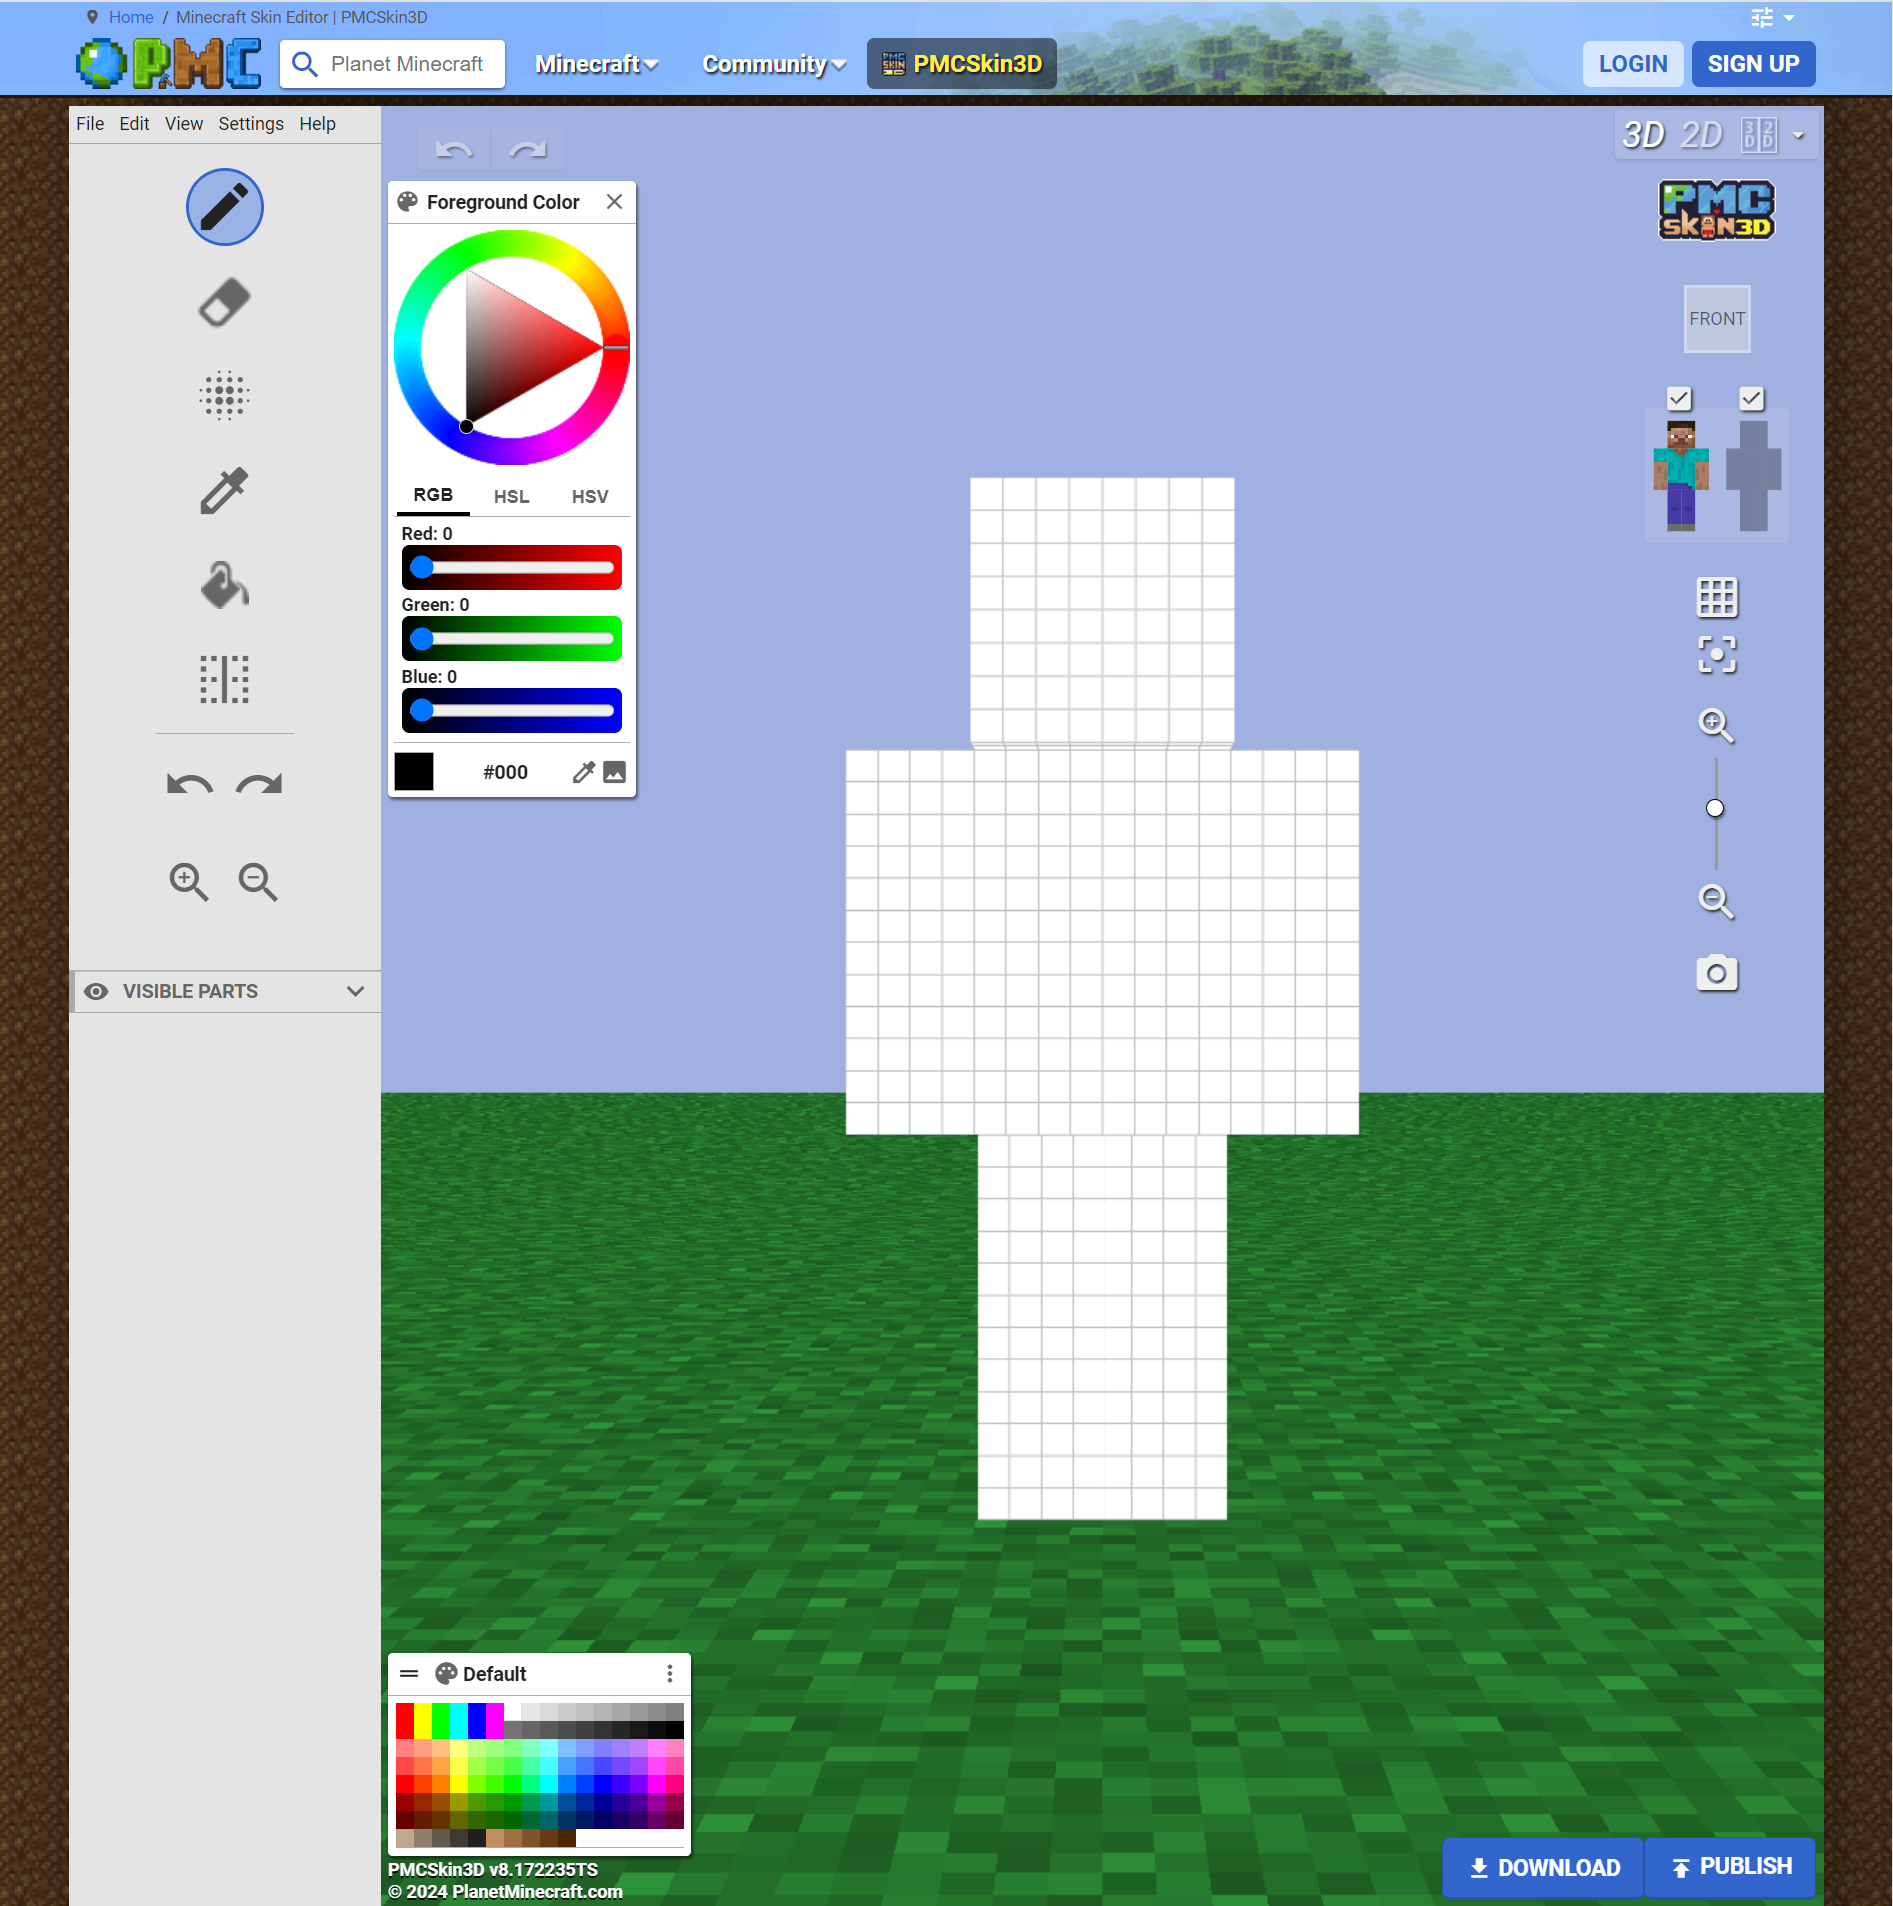 Home / Minecraft Skin Editor | PMCSkin3D
PMC
Planet Minecraft
Minecraft
Community
PMCSkin3D
LOGIN
SIGN UP
File Edit View Settings Help
3D 2D 3D 2D
Foreground Color
PMC
SKIN3D
FRONT
RGB HSL HSV
Red: 0
Green: 0
Blue: 0
#000
VISIBLE PARTS
Default
PMCSkin3D v8.172235TS
© 2024 PlanetMinecraft.com
DOWNLOAD
PUBLISH